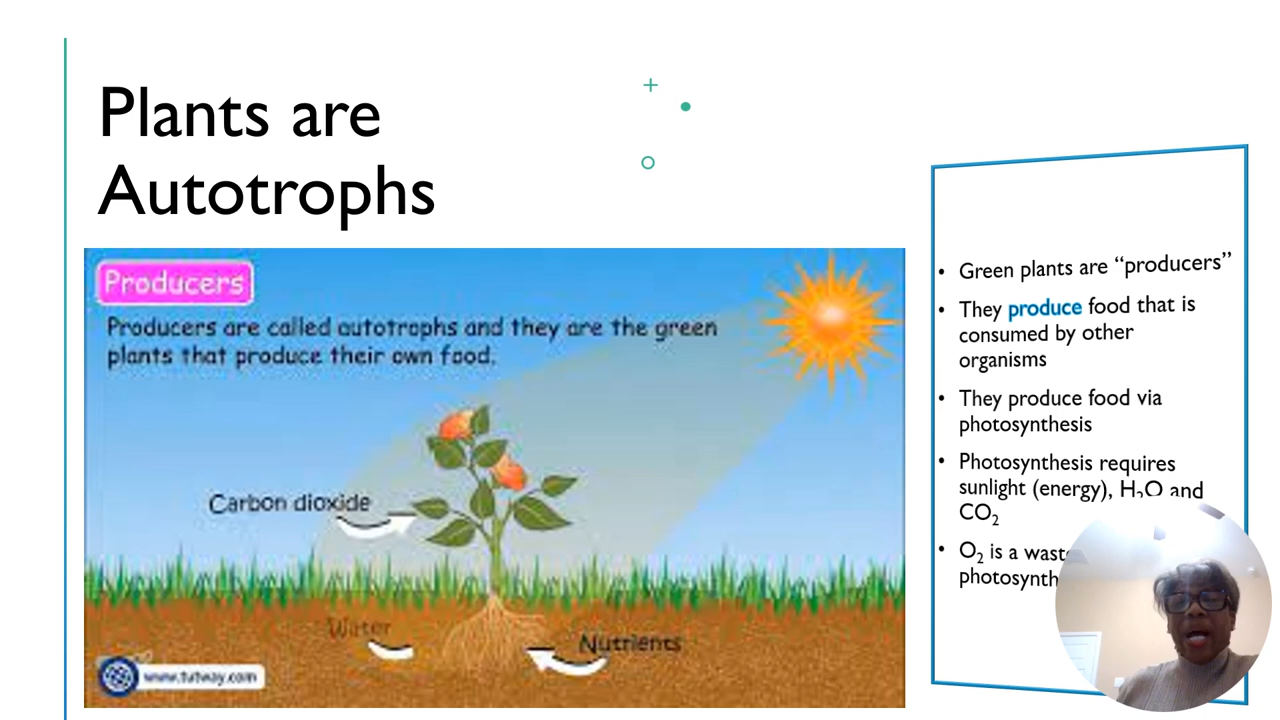 Plants are
Autotrophs
Producers
Producers are called autotrophs and they are the green
plants that produce their own food.
Carbon dioxide
Water
Nutrients
www.tutway.com
• Green plants are “producers”
• They produce food that is
consumed by other
organisms
• They produce food via
photosynthesis
• Photosynthesis requires
sunlight (energy), H₂O and
CO₂
• O₂ is a